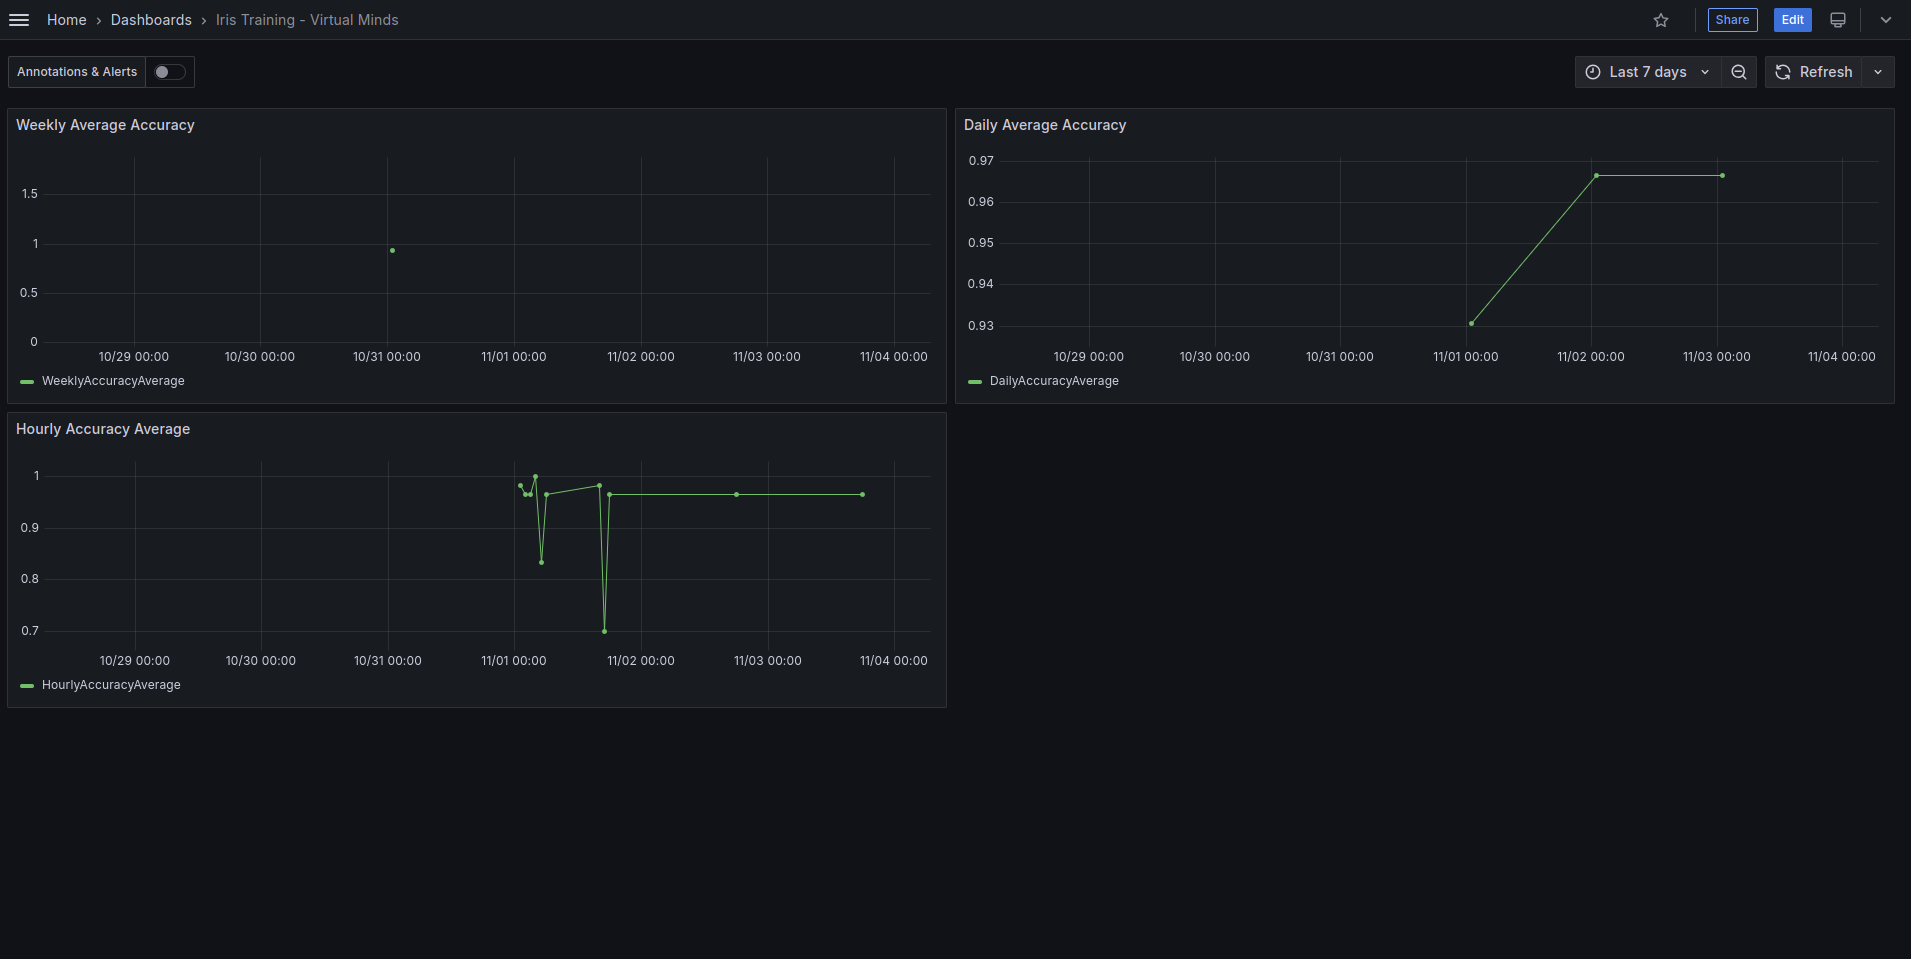 Home › Dashboards › Iris Training - Virtual Minds
Share
Edit
Annotations & Alerts
Last 7 days
Refresh
Weekly Average Accuracy
1.5
1
0.5
0
10/29 00:00 10/30 00:00 10/31 00:00 11/01 00:00 11/02 00:00 11/03 00:00 11/04 00:00
WeeklyAccuracyAverage
Daily Average Accuracy
0.97
0.96
0.95
0.94
0.93
10/29 00:00 10/30 00:00 10/31 00:00 11/01 00:00 11/02 00:00 11/03 00:00 11/04 00:00
DailyAccuracyAverage
Hourly Accuracy Average
1
0.9
0.8
0.7
10/29 00:00 10/30 00:00 10/31 00:00 11/01 00:00 11/02 00:00 11/03 00:00 11/04 00:00
HourlyAccuracyAverage